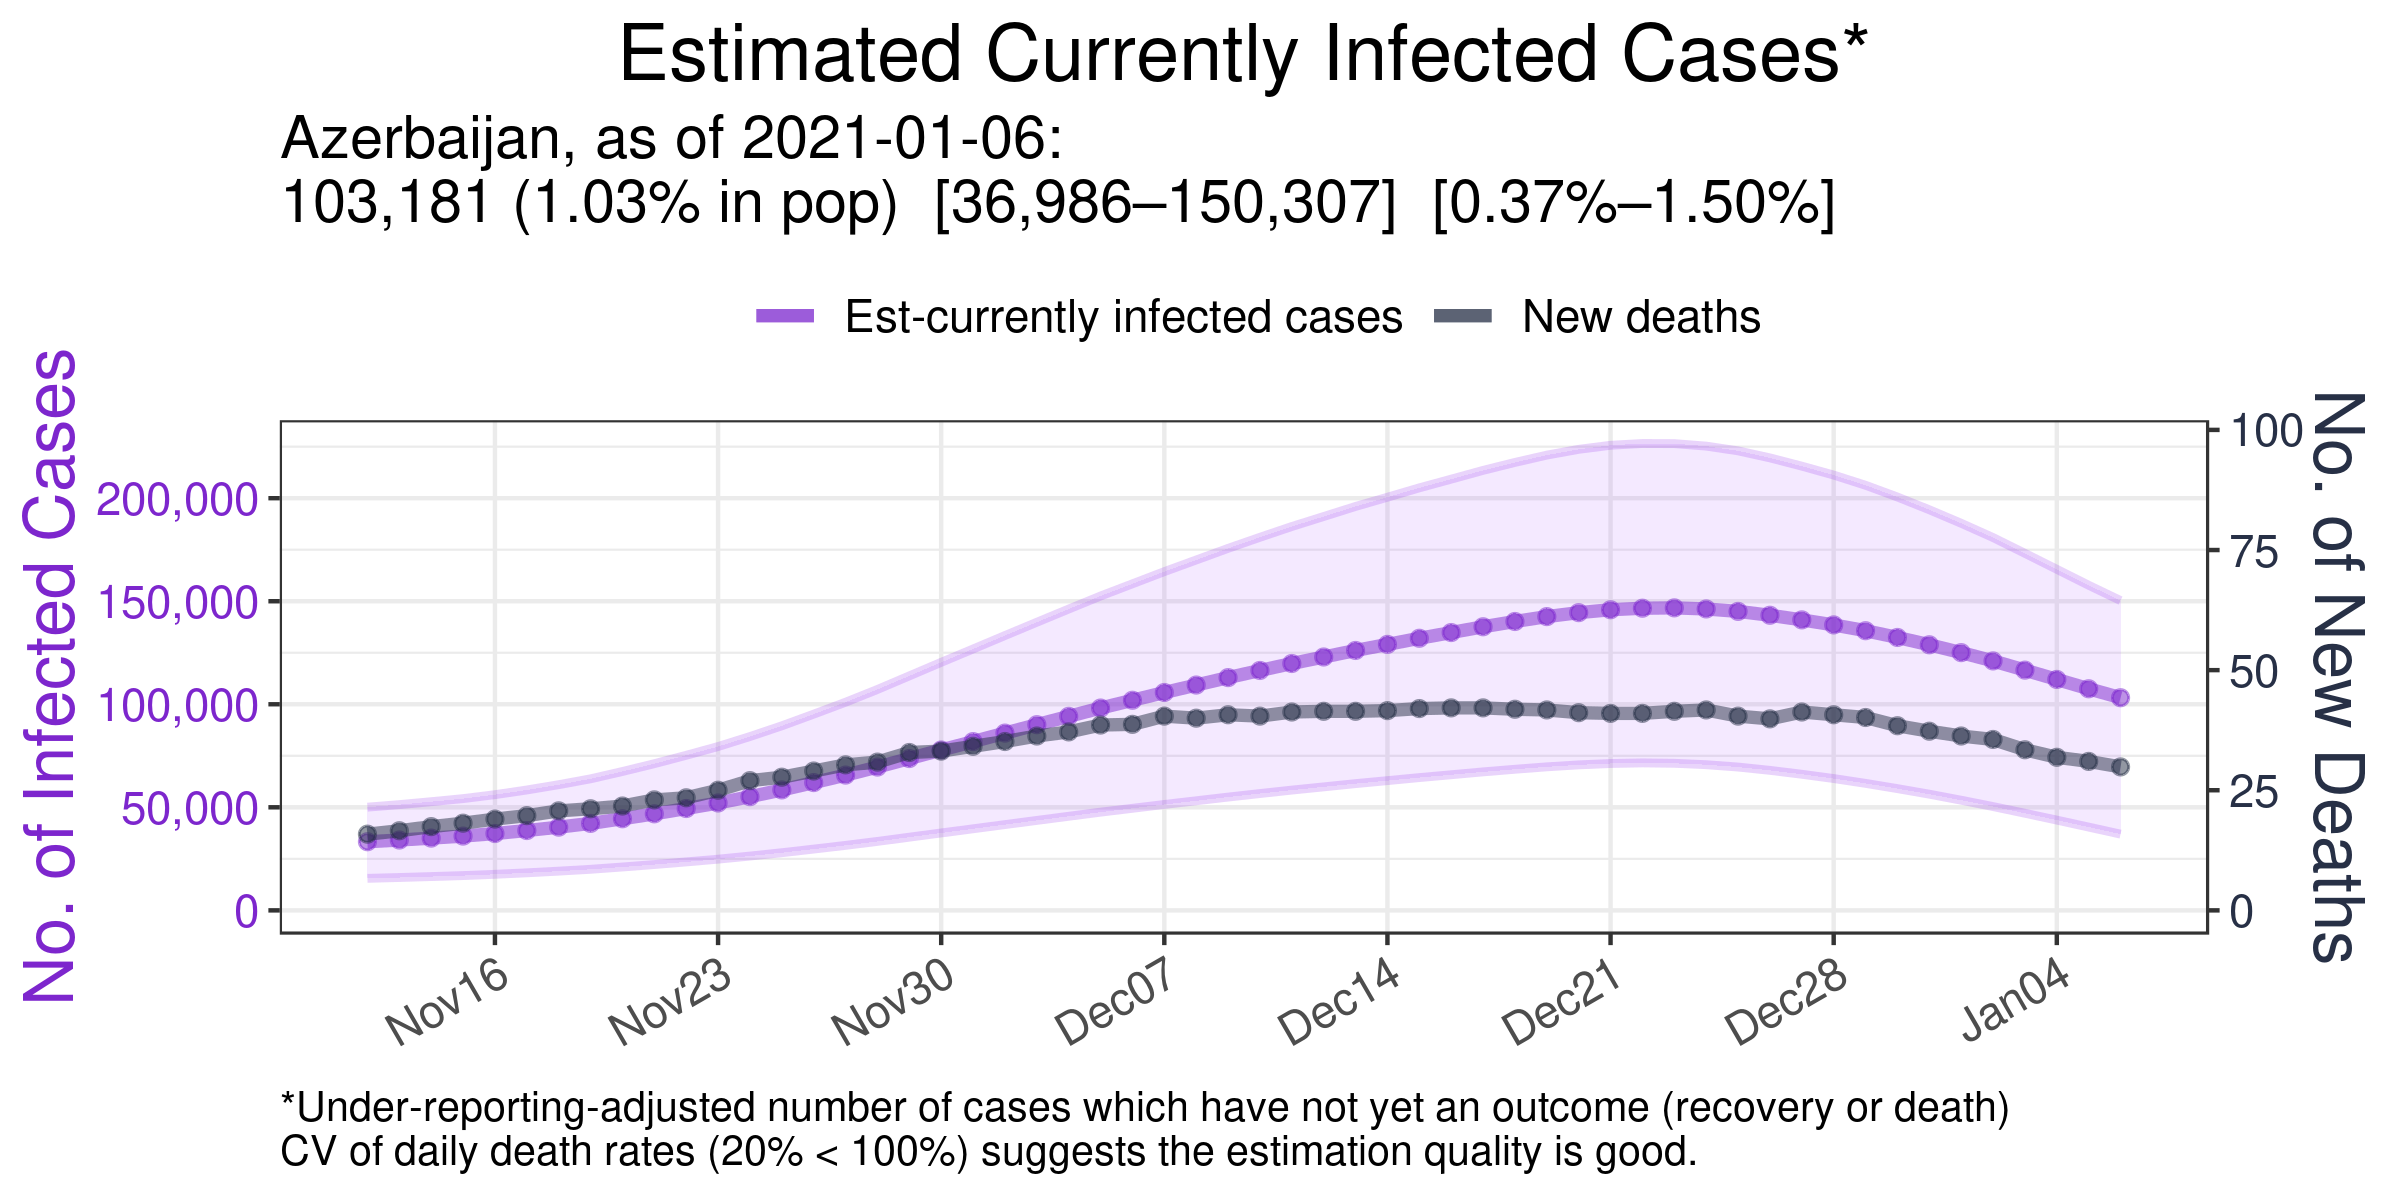 Estimated Currently Infected Cases*
Azerbaijan, as of 2021-01-06:
103,181 (1.03% in pop)  [36,986–150,307]  [0.37%–1.50%]
Est-currently infected cases
New deaths
No. of Infected Cases
200,000
150,000
100,000
50,000
0
100
75
50
25
0
No. of New Deaths
Nov16
Nov23
Nov30
Dec07
Dec14
Dec21
Dec28
Jan04
*Under-reporting-adjusted number of cases which have not yet an outcome (recovery or death)
CV of daily death rates (20% < 100%) suggests the estimation quality is good.